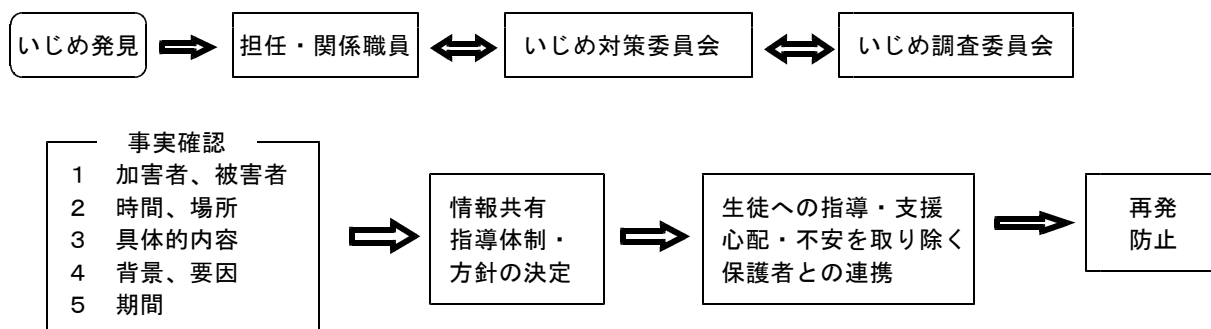 いじめ発見
担任・関係職員
いじめ対策委員会
いじめ調査委員会
事実確認
1 加害者、被害者
2 時間、場所
3 具体的内容
4 背景、要因
5 期間
情報共有
指導体制・
方針の決定
生徒への指導・支援
心配・不安を取り除く
保護者との連携
再発
防止